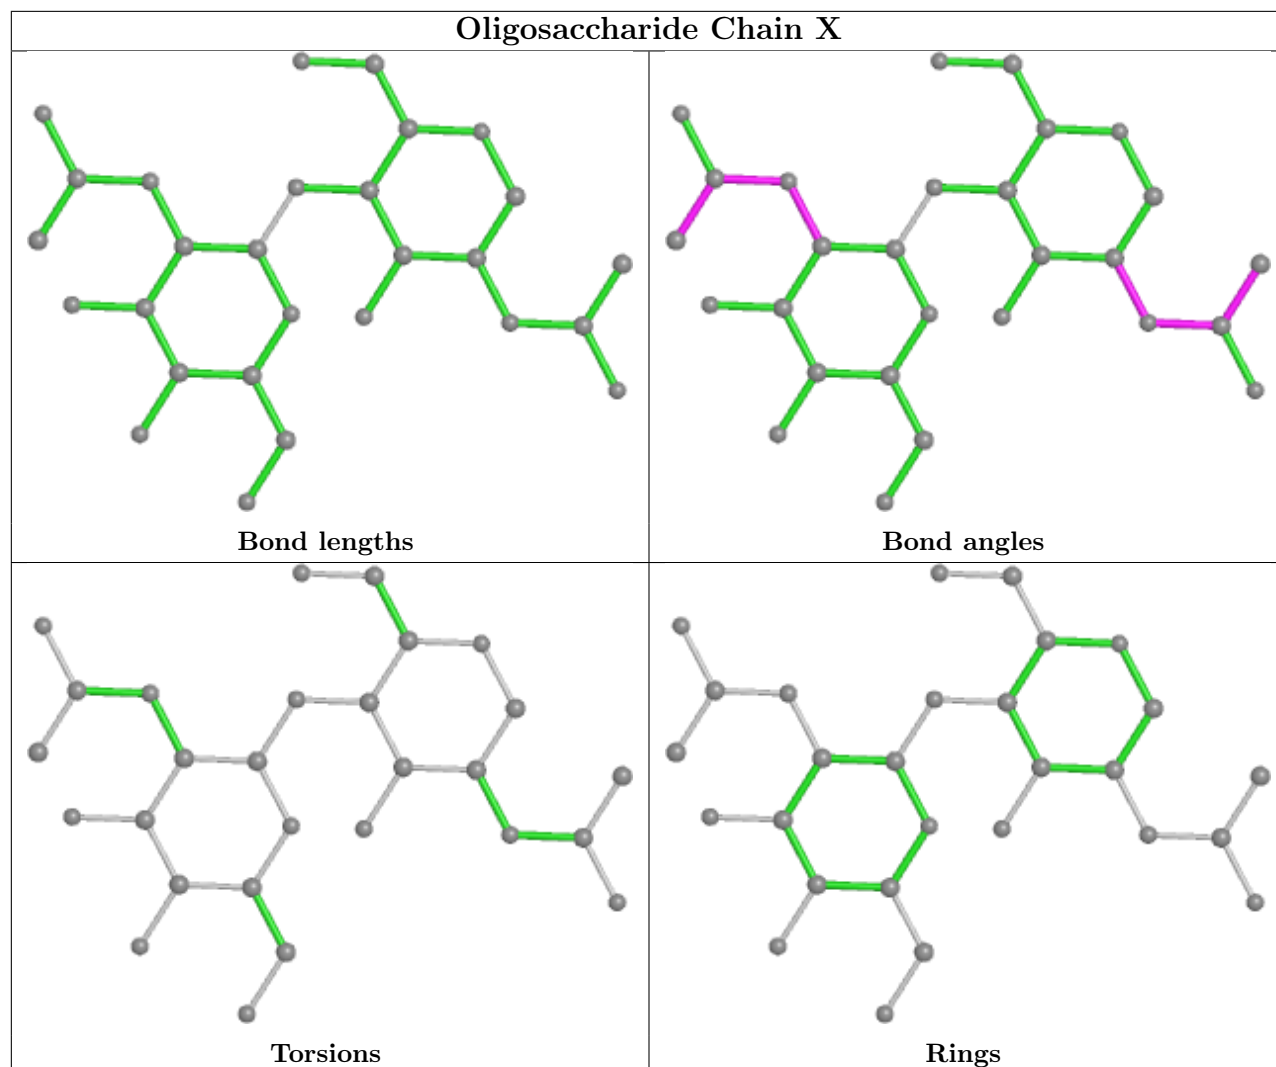 Oligosaccharide Chain X
Bond lengths
Bond angles
Torsions
Rings